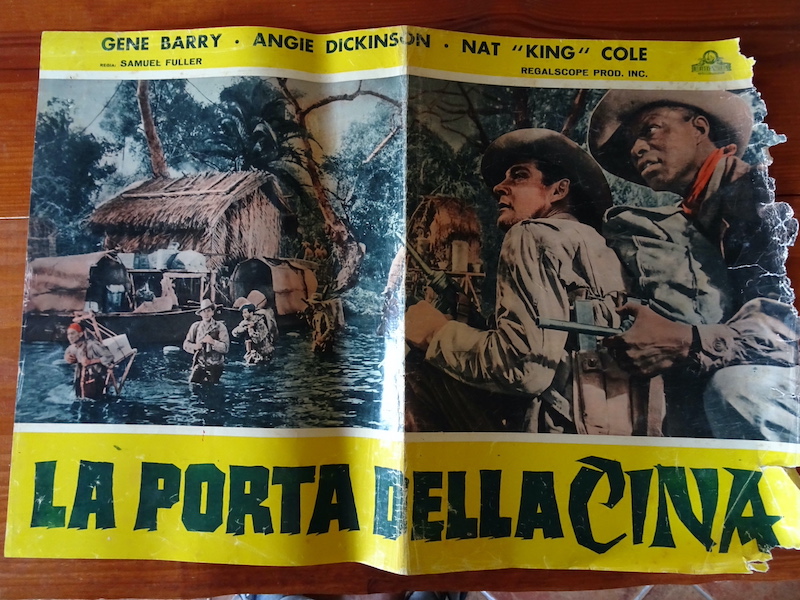 GENE BARRY · ANGIE DICKINSON · NAT "KING" COLE
REGIA: SAMUEL FULLER
REGALSCOPE PROD. INC.
LA PORTA DELLA CINA